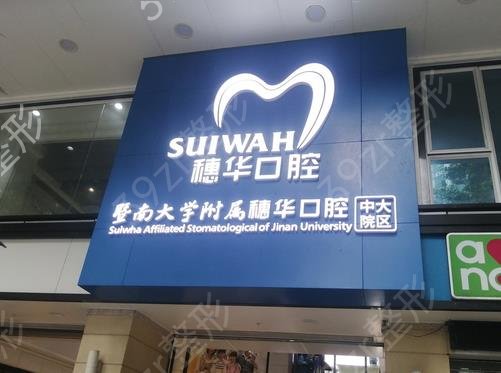 SUIWAH
穗华口腔
暨南大学附属穗华口腔 中大院区
Suiwha Affiliated Stomatological of Jinan University
a
no